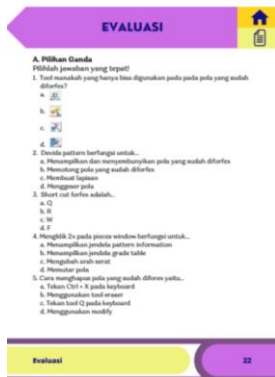 EVALUASI
A. Pilihan Ganda
Pilihlah jawaban yang tepat!
1. Tool manakah yang hanya bisa digunakan pada pada pola yang sudah
diforfex?
a.
b.
c.
d.
2. Devide pattern berfungsi untuk...
a. Menampilkan dan menyembunyikan pola yang sudah diforfex
b. Memotong pola yang sudah diforfex
c. Membuat lapisan
d. Menggeser pola
3. Short cut forfex adalah...
a. Q
b. R
c. W
d. F
4. Mengklik 2x pada pieces window berfungsi untuk...
a. Menampilkan jendela pattern information
b. Menampilkan jendela grade table
c. Mengubah arah serat
d. Memutar pola
5. Cara menghapus pola yang sudah diforex yaitu...
a. Tekan Ctrl + X pada keyboard
b. Menggunakan tool eraser
c. Tekan tool Q pada keyboard
d. Menggunakan modify
Evaluasi
22